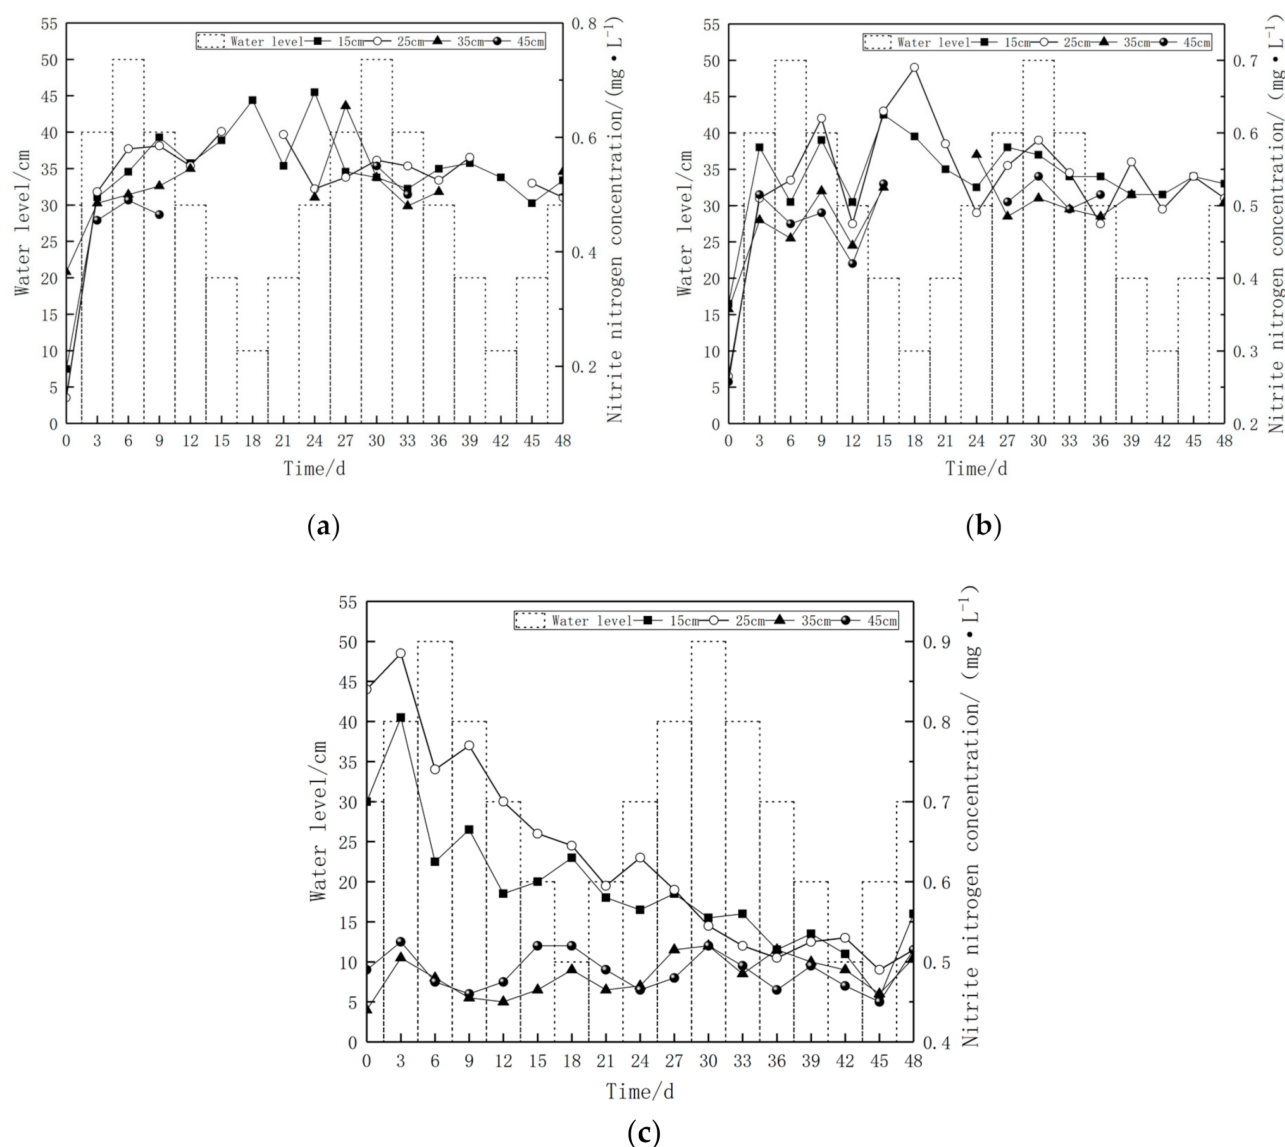 Water level 15cm 25cm 35cm 45cm
55
50
45
40
35
30
25
20
15
10
5
0
Water level/cm
0.8
0.6
0.4
0.2
Nitrite nitrogen concentration/(mg·L⁻¹)
0 3 6 9 12 15 18 21 24 27 30 33 36 39 42 45 48
Time/d
(a)
Water level 15cm 25cm 35cm 45cm
55
50
45
40
35
30
25
20
15
10
5
0
Water level/cm
0.7
0.6
0.5
0.4
0.3
0.2
Nitrite nitrogen concentration/ (mg·L⁻¹)
0 3 6 9 12 15 18 21 24 27 30 33 36 39 42 45 48
Time/d
(b)
Water level 15cm 25cm 35cm 45cm
55
50
45
40
35
30
25
20
15
10
5
0
Water level/cm
0.9
0.8
0.7
0.6
0.5
0.4
Nitrite nitrogen concentration/ (mg·L⁻¹)
0 3 6 9 12 15 18 21 24 27 30 33 36 39 42 45 48
Time/d
(c)